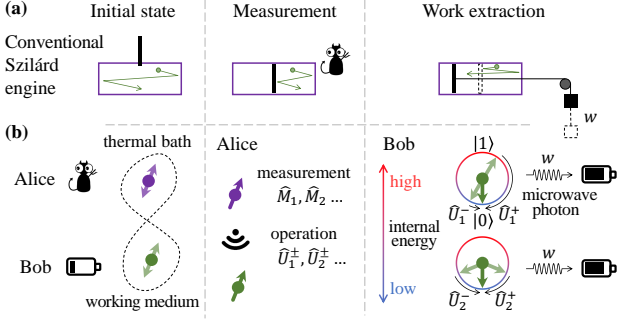 (a) Initial state Measurement Work extraction
Conventional
Szilárd
engine
w
(b) thermal bath Alice Bob
|1⟩
Alice
measurement
M̂₁, M̂₂ ...
high
w
microwave
photon
Û₁⁻ Û₁⁺
|0⟩
operation
Û₁^±, Û₂^± ...
internal
energy
Bob
w
low
Û₂⁻ Û₂⁺
working medium